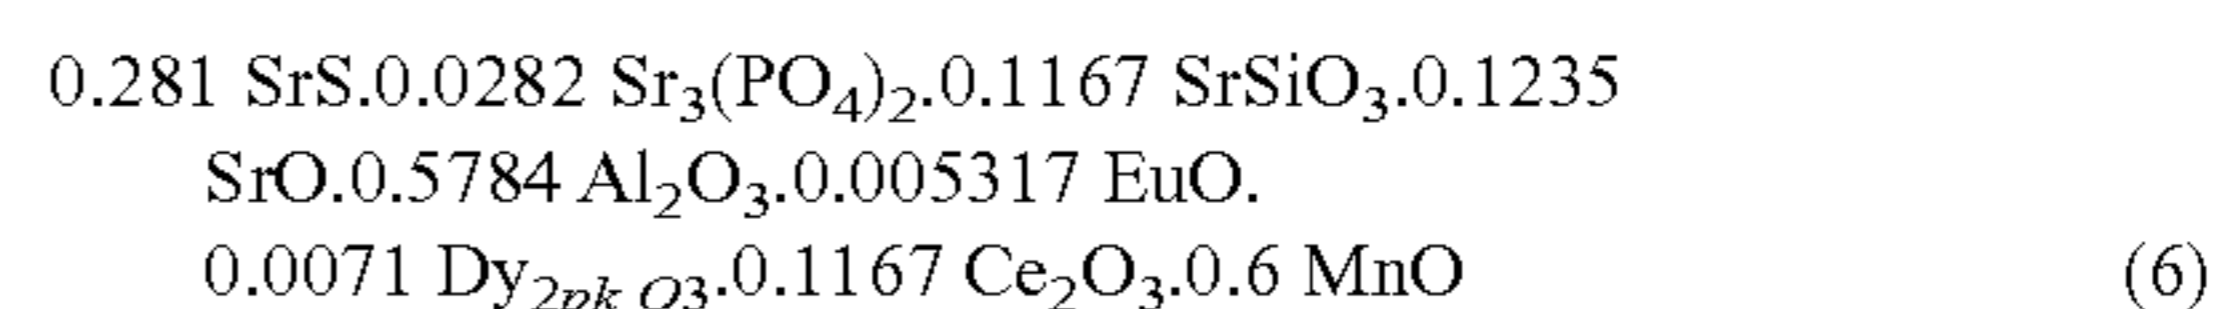 0.281 SrS.0.0282 Sr₃(PO₄)₂.0.1167 SrSiO₃.0.1235
SrO.0.5784 Al₂O₃.0.005317 EuO.
0.0071 Dy₂ₚₖ O₃.0.1167 Ce₂O₃.0.6 MnO (6)